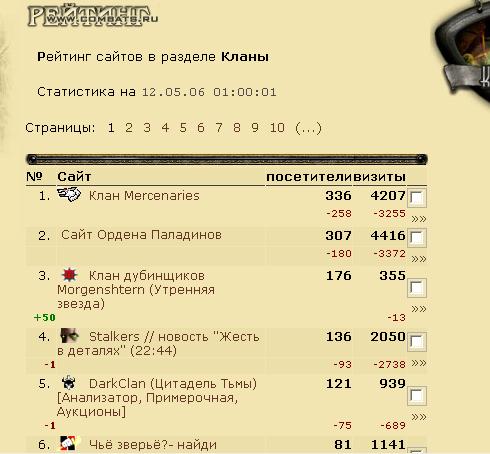 РЕЙТИНГ
WWW.COMBATS.RU
Рейтинг сайтов в разделе Кланы
Статистика на 12.05.06 01:00:01
Страницы: 1 2 3 4 5 6 7 8 9 10 (...)
№ Сайт посетители визиты
1. Клан Mercenaries 336 4207
-258 -3255 »»
2. Сайт Ордена Паладинов 307 4416
-180 -3372 »»
3. Клан дубинщиков 176 355
Morgenshtern (Утренняя
звезда) »»
+50 -13
4. Stalkers // новость "Жесть 136 2050
в деталях" (22:44)
-1 -93 -2738 »»
5. DarkClan (Цитадель Тьмы) 121 939
[Анализатор, Примерочная,
Аукционы] »»
-1 -75 -689
6. Чьё зверьё?- найди 81 1141